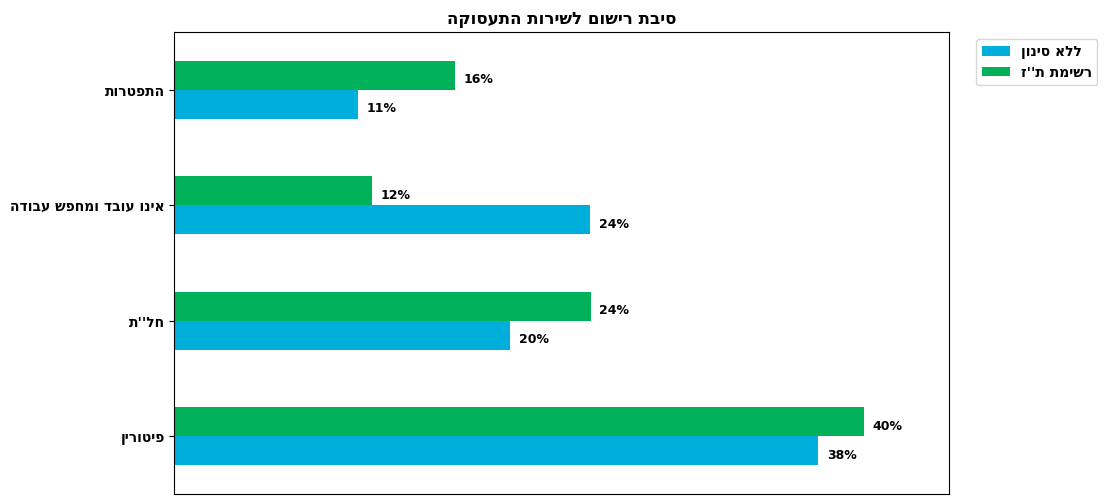 סיבת רישום לשירות התעסוקה
ללא סינון
רשימת ת''ז
התפטרות
16%
11%
אינו עובד ומחפש עבודה
12%
24%
חל''ת
24%
20%
פיטורין
40%
38%